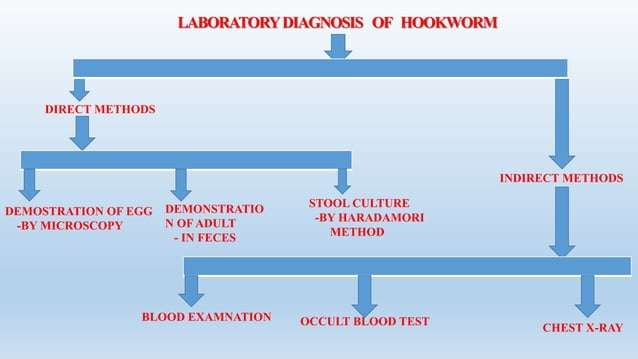 LABORATORY DIAGNOSIS OF HOOKWORM
DIRECT METHODS
INDIRECT METHODS
DEMOSTRATION OF EGG
-BY MICROSCOPY
DEMONSTRATIO
N OF ADULT
- IN FECES
STOOL CULTURE
-BY HARADAMORI
METHOD
BLOOD EXAMNATION
OCCULT BLOOD TEST
CHEST X-RAY